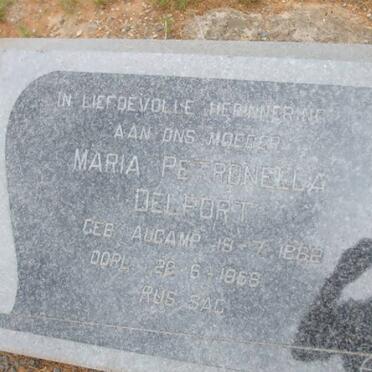 IN LIEFDEVOLLE HERINNERING
AAN ONS MOEDER
MARIA PETRONELLA
DELPORT
GEB. AUCAMP 18-7-1882
OORL. 26-6-1968
RUS SAG